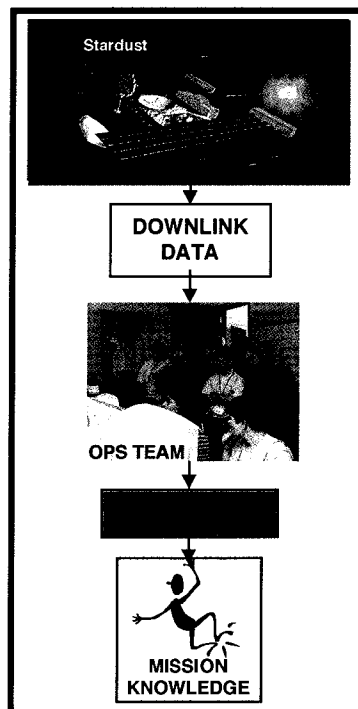 Stardust
DOWNLINK
DATA
OPS TEAM
MISSION
KNOWLEDGE